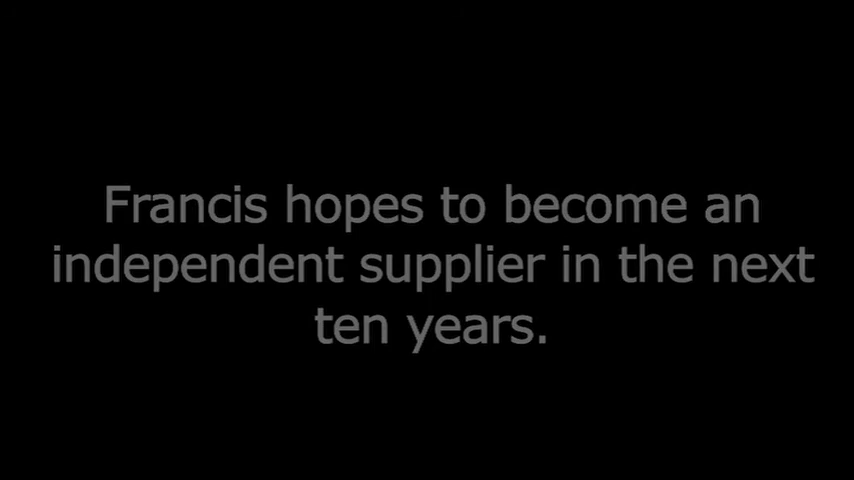 Francis hopes to become an
independent supplier in the next
ten years.